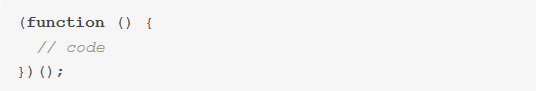 (function () {
  // code
})();